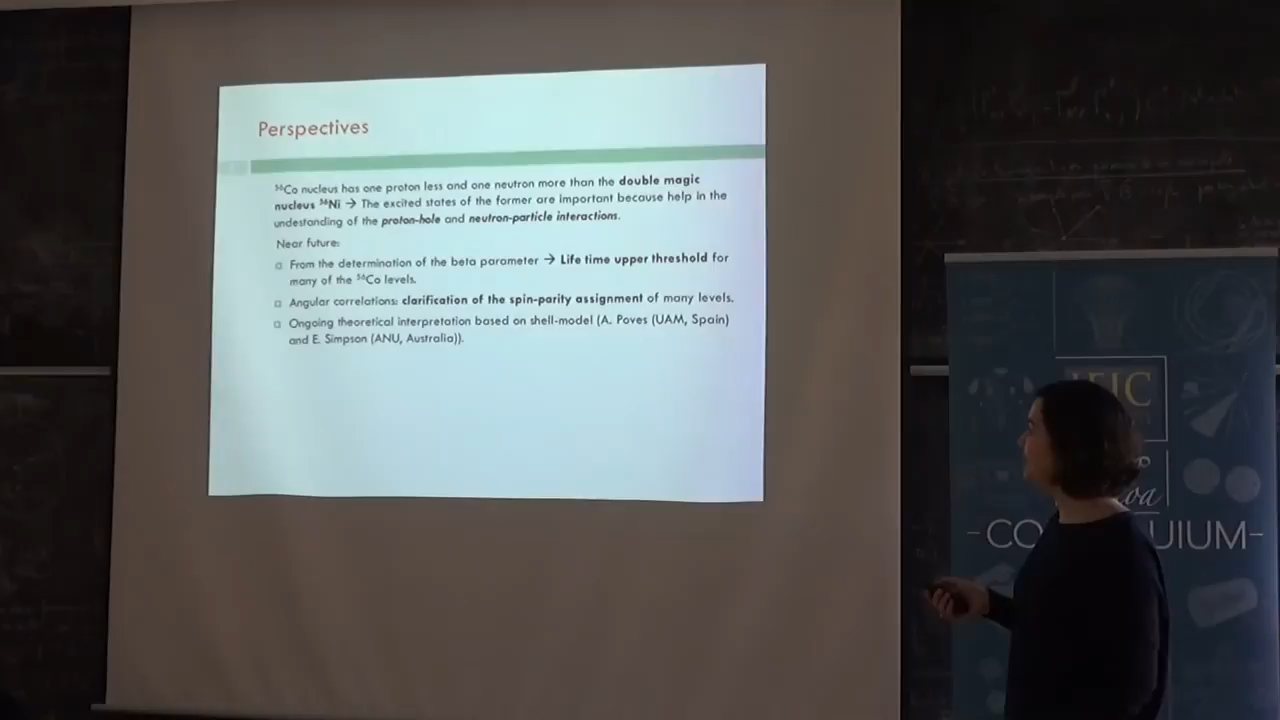 Perspectives
⁵⁶Co nucleus has one proton less and one neutron more than the double magic
nucleus ⁵⁶Ni → The excited states of the former are important because help in the
undestanding of the proton-hole and neutron-particle interactions.
Near future:
From the determination of the beta parameter → Life time upper threshold for
many of the ⁵⁶Co levels.
Angular correlations: clarification of the spin-parity assignment of many levels.
Ongoing theoretical interpretation based on shell-model (A. Poves (UAM, Spain)
and E. Simpson (ANU, Australia)).
IFIC